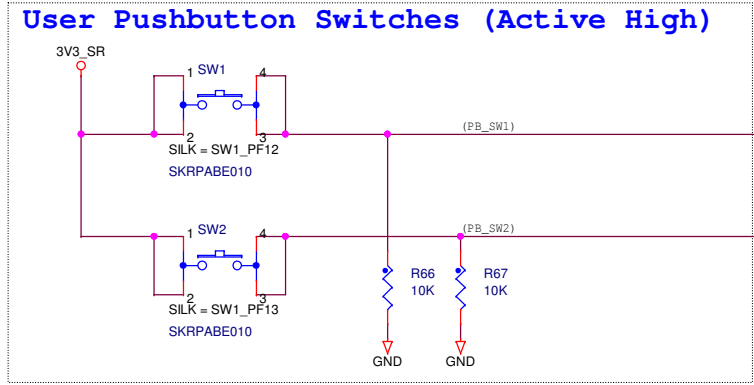 User Pushbutton Switches (Active High)
3V3_SR
1 SW1 4
(PB_SW1)
2 3
SILK = SW1_PF12
SKRPABE010
1 SW2 4
(PB_SW2)
R66 R67
10K 10K
2 3
SILK = SW1_PF13
SKRPABE010
GND GND